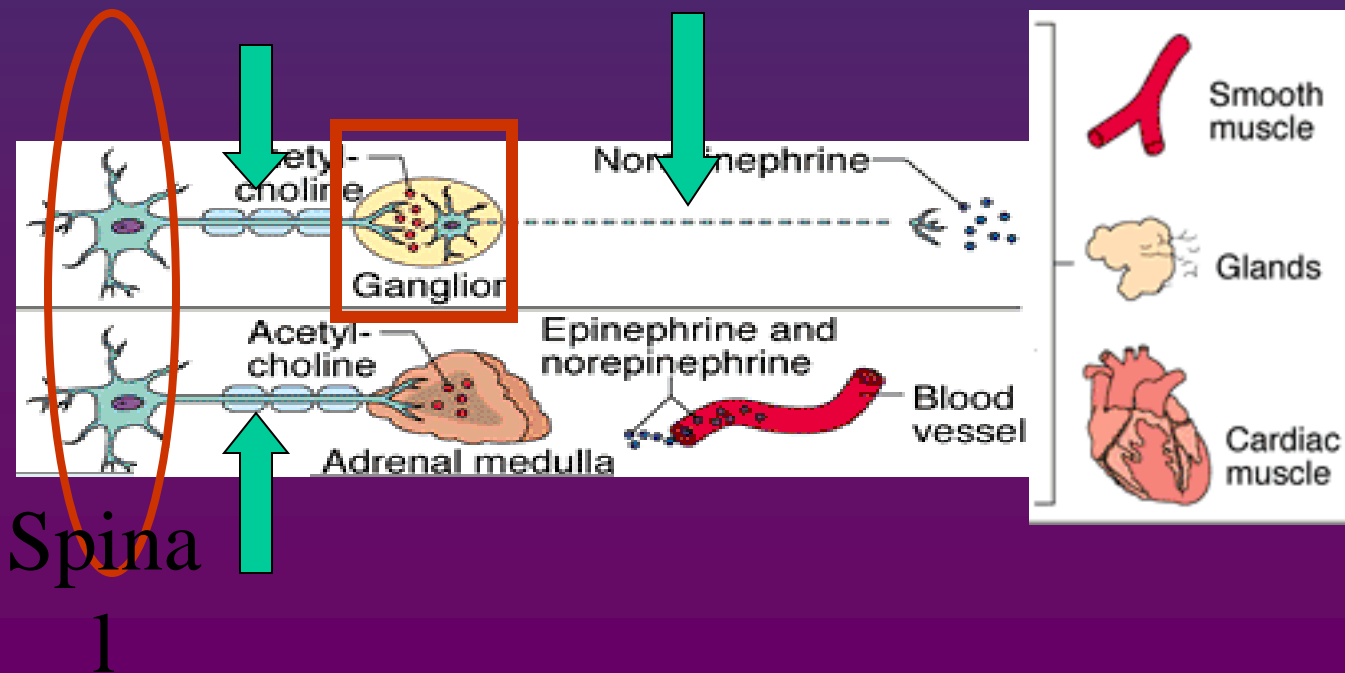 Acetyl-
choline
Norepinephrine
Ganglion
Acetyl-
choline
Epinephrine and
norepinephrine
Blood
vessel
Adrenal medulla
Smooth
muscle
Glands
Cardiac
muscle
Spina
l